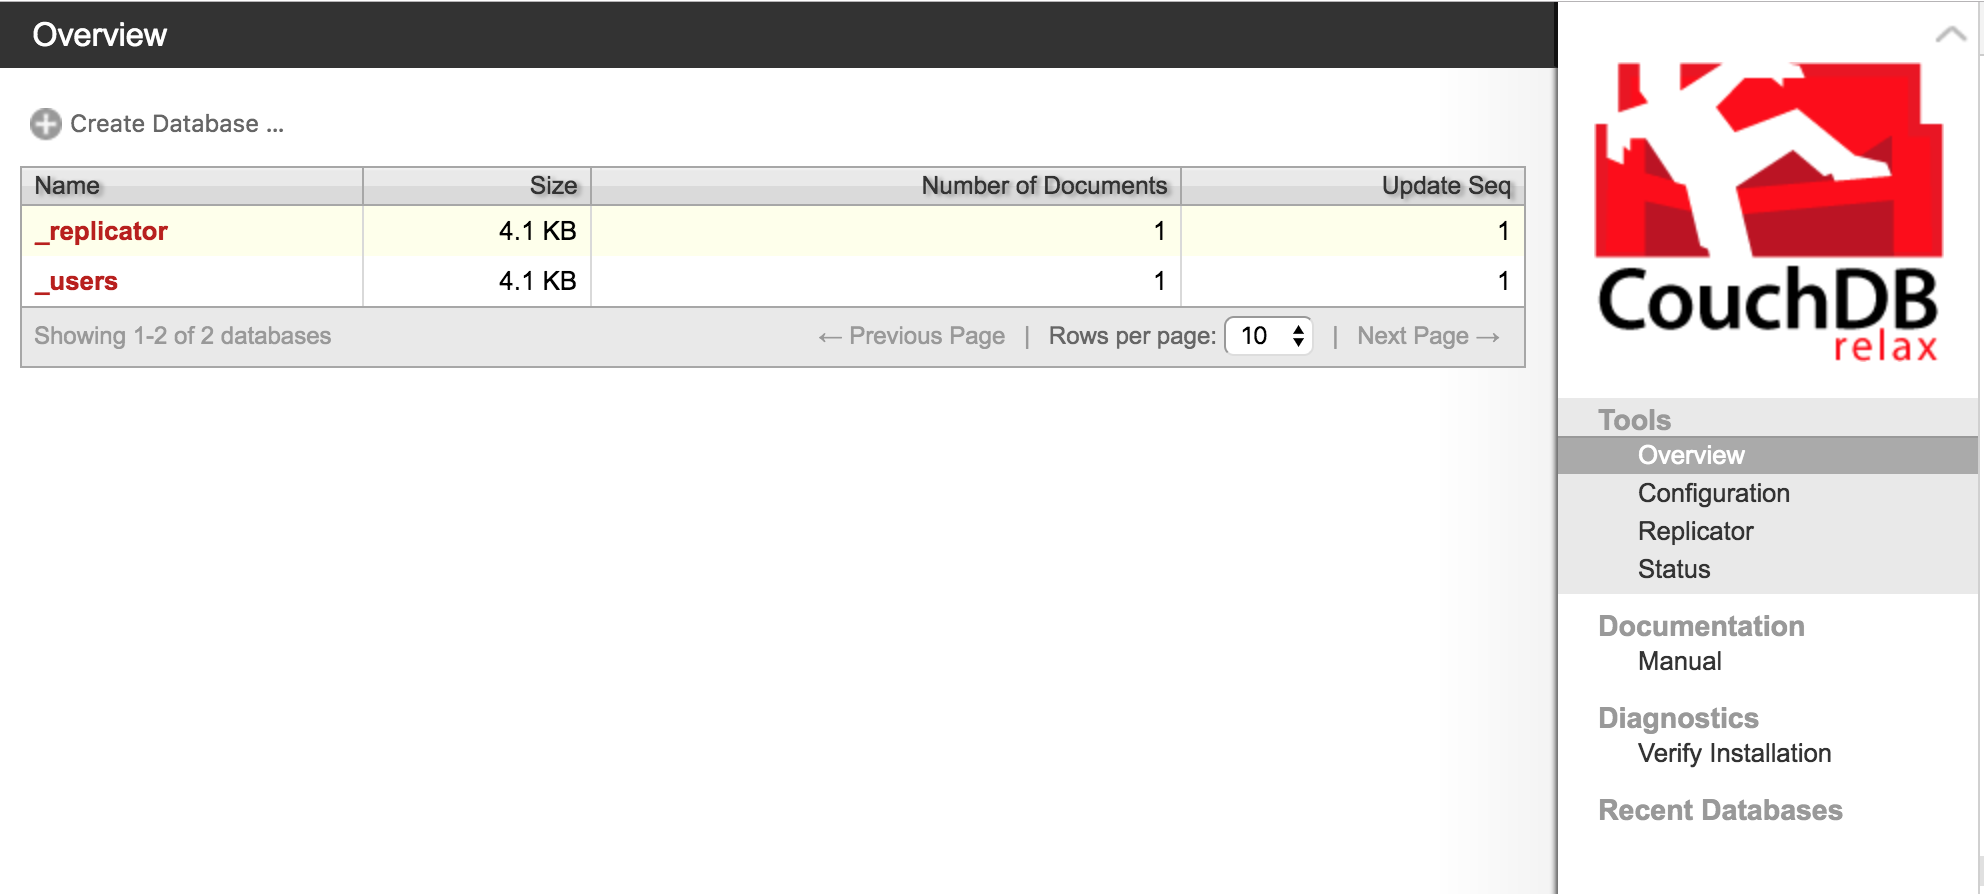 Overview
Create Database ...
Name Size Number of Documents Update Seq
_replicator 4.1 KB 1 1
_users 4.1 KB 1 1
Showing 1-2 of 2 databases ← Previous Page | Rows per page: 10 | Next Page →
CouchDB
relax
Tools
Overview
Configuration
Replicator
Status
Documentation
Manual
Diagnostics
Verify Installation
Recent Databases